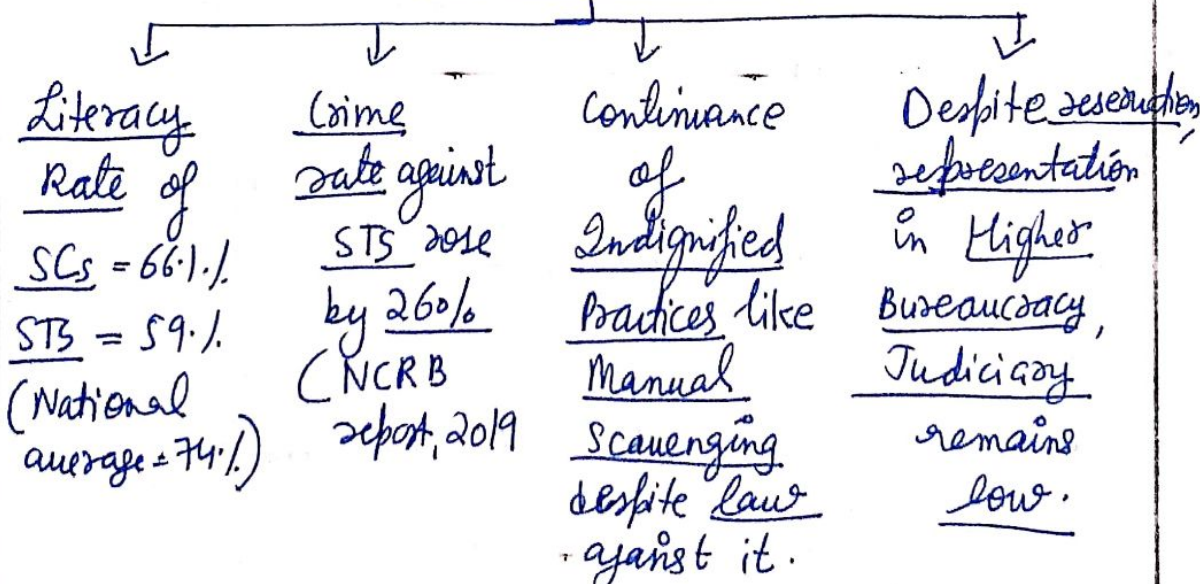 Literacy
Rate of
SCs = 66.1%
STs = 59%
(National
average = 74%)
Crime
rate against
STs rose
by 26%
(NCRB
report, 2019
Continuance
of
Indignified
Practices like
Manual
Scavenging
despite law
against it.
Despite reservation,
representation
in Higher
Bureaucracy,
Judiciary
remains
low.